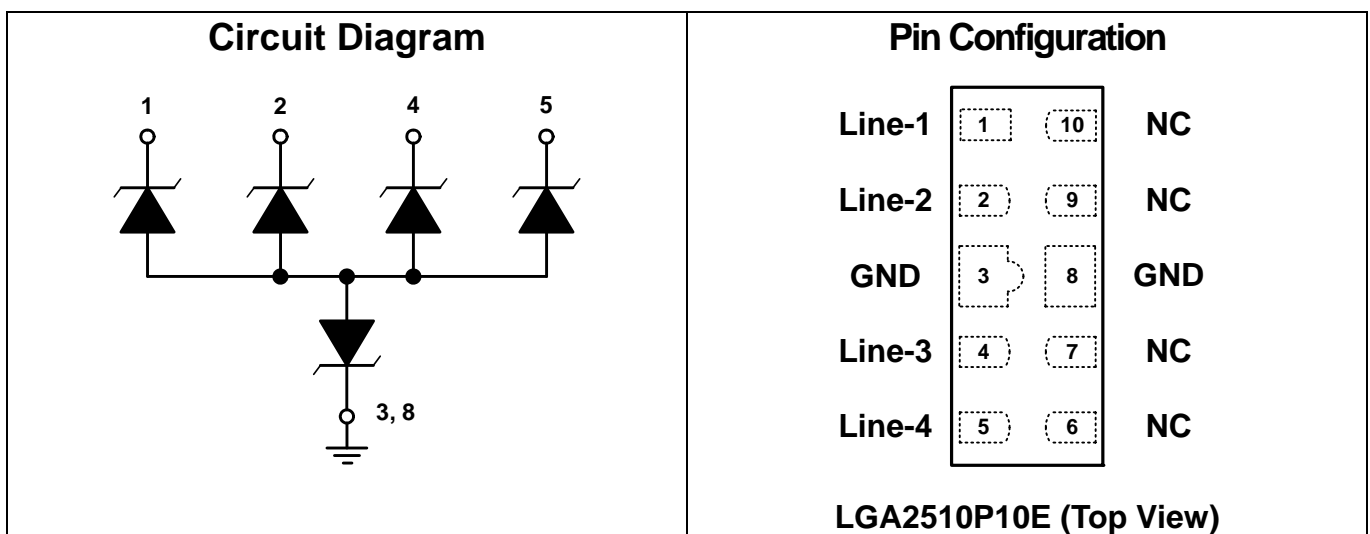 Circuit Diagram
1 2 4 5
3, 8
Pin Configuration
Line-1 1 10 NC
Line-2 2 9 NC
GND 3 8 GND
Line-3 4 7 NC
Line-4 5 6 NC
LGA2510P10E (Top View)